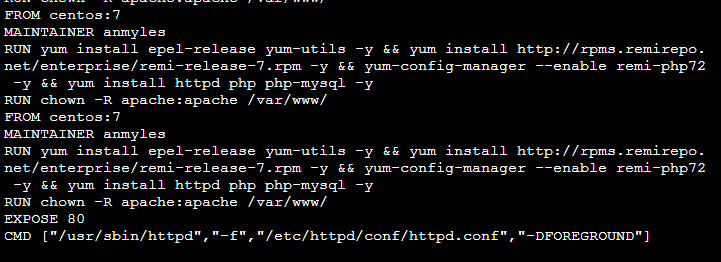 RUN chown -R apache:apache /var/www/
FROM centos:7
MAINTAINER anmyles
RUN yum install epel-release yum-utils -y && yum install http://rpms.remirepo.
net/enterprise/remi-release-7.rpm -y && yum-config-manager --enable remi-php72
 -y && yum install httpd php php-mysql -y
RUN chown -R apache:apache /var/www/
FROM centos:7
MAINTAINER anmyles
RUN yum install epel-release yum-utils -y && yum install http://rpms.remirepo.
net/enterprise/remi-release-7.rpm -y && yum-config-manager --enable remi-php72
 -y && yum install httpd php php-mysql -y
RUN chown -R apache:apache /var/www/
EXPOSE 80
CMD ["/usr/sbin/httpd","-f","/etc/httpd/conf/httpd.conf","-DFOREGROUND"]